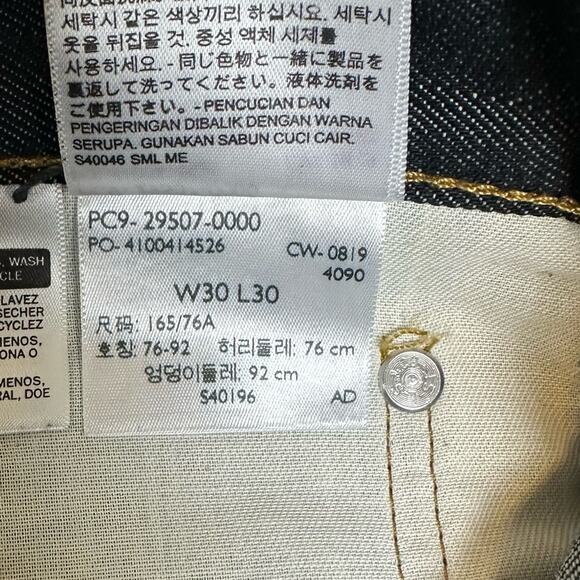 세탁시 같은 색상끼리 하십시요. 세탁시
옷을 뒤집을 것. 중성 액체 세제를
사용하세요. - 同じ色物と一緒に製品を
裏返して洗ってください。液体洗剤をご使用下さい。- PENCUCIAN DAN
PENGERINGAN DIBALIK DENGAN WARNA
SERUPA. GUNAKAN SABUN CUCI CAIR.
S40046 SML ME
PC9- 29507-0000
PO- 4100414526
CW- 0819
4090
W30 L30
尺码: 165/76A
호칭: 76-92 허리둘레: 76 cm
엉덩이둘레: 92 cm
S40196 AD
, WASH
CLE
LAVEZ
SECHER
CYCLEZ
MENOS,
ONA O
MENOS,
RAL, DOE